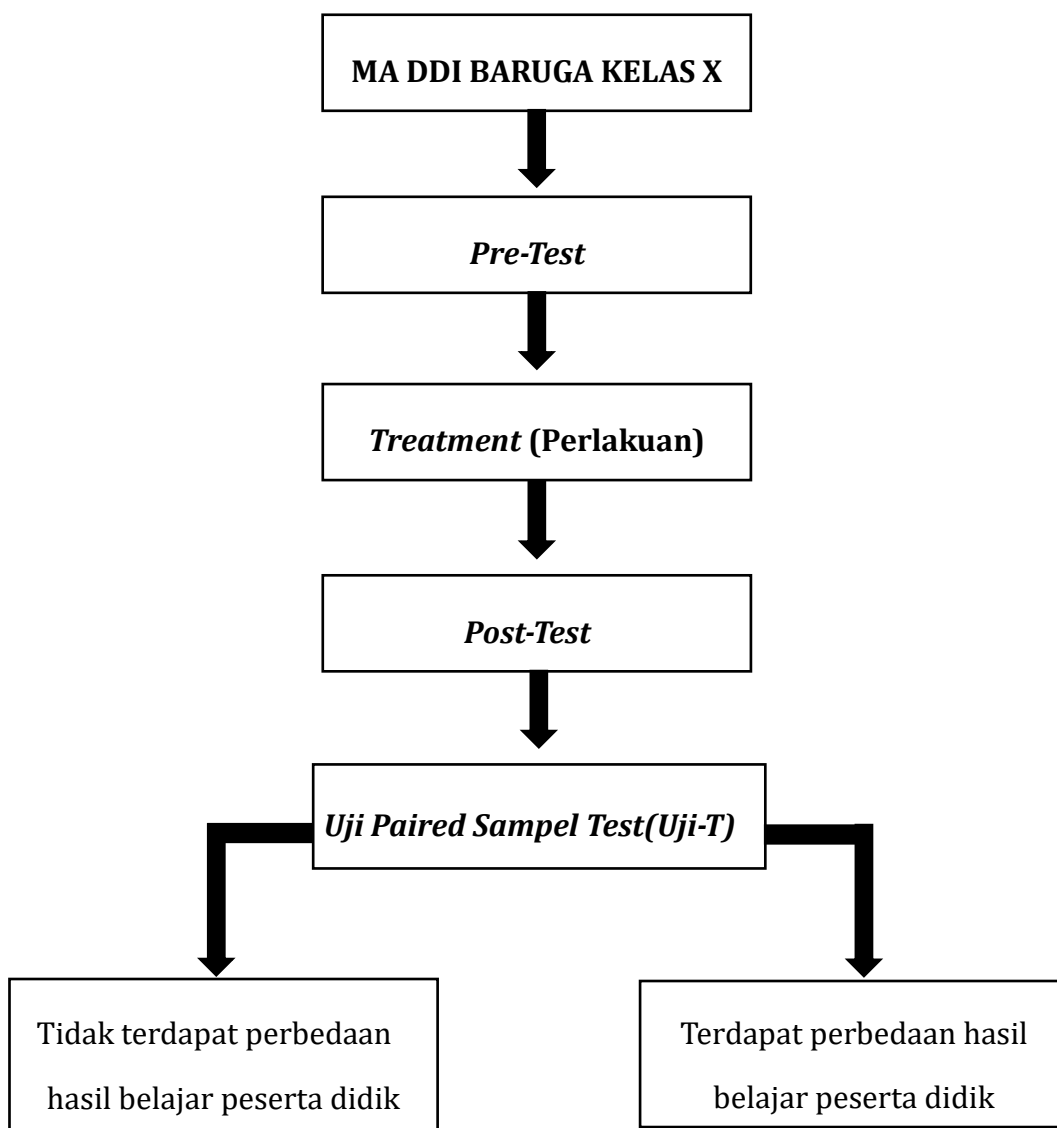 MA DDI BARUGA KELAS X
Pre-Test
Treatment (Perlakuan)
Post-Test
Uji Paired Sampel Test(Uji-T)
Tidak terdapat perbedaan
hasil belajar peserta didik
Terdapat perbedaan hasil
belajar peserta didik